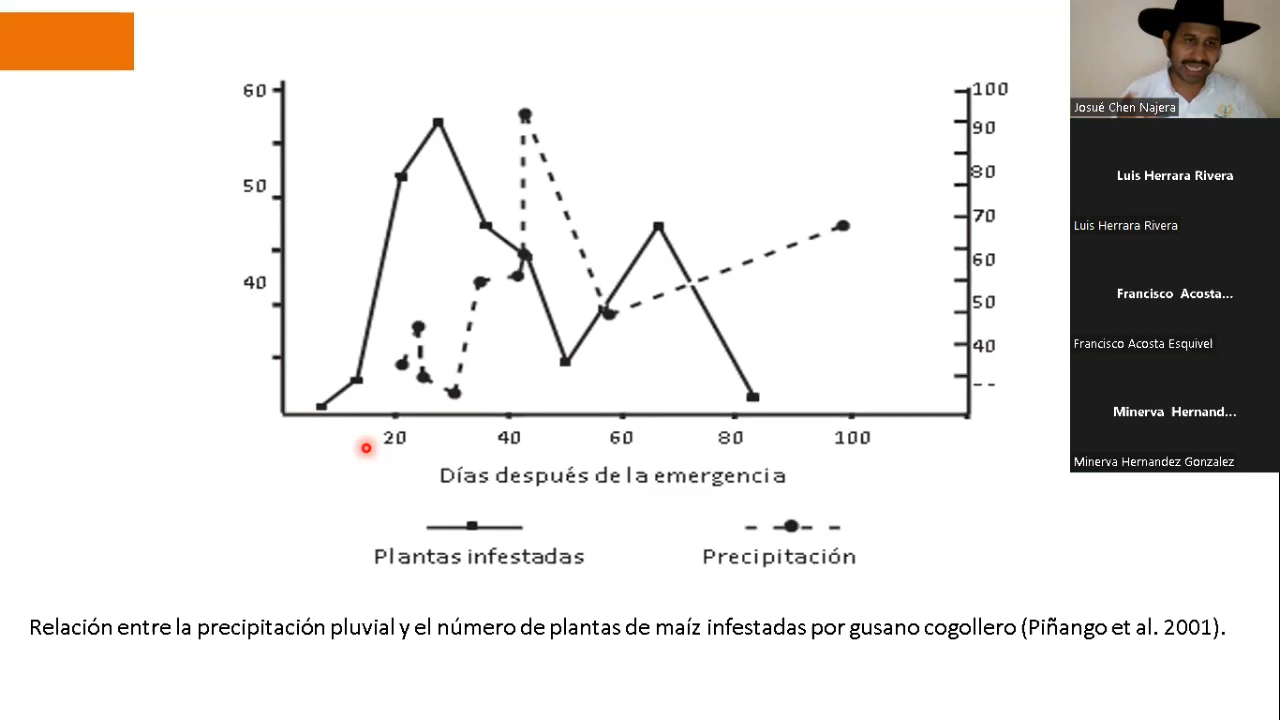 60
50
40
100
90
80
70
60
50
40
--
20 40 60 80 100
Días después de la emergencia
Plantas infestadas Precipitación
Relación entre la precipitación pluvial y el número de plantas de maíz infestadas por gusano cogollero (Piñango et al. 2001).
Josué Chen Najera
Luis Herrara Rivera
Luis Herrara Rivera
Francisco Acosta...
Francisco Acosta Esquivel
Minerva Hernand...
Minerva Hernandez Gonzalez